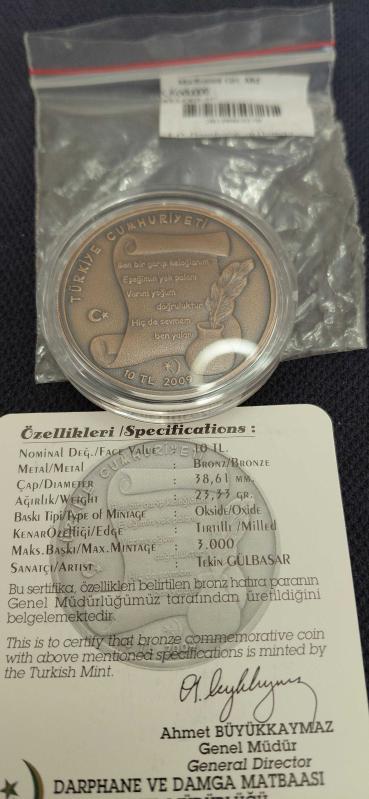 TÜRKİYE CUMHURİYETİ
Ben bir garip keloğlanım,
Eşeğimin yok palanı
Varım yoğum
doğruluktur
Hiç de sevmem
ben yalanı
10 TL 2009
Özellikleri /Specifications :
Nominal Değ./Face Value : 10 TL.
Metal/Metal : Bronz/Bronze
Çap/Diameter : 38,61 mm.
Ağırlık/Weight : 23,33 gr.
Baskı Tipi/Type of Mintage : Okside/Oxide
KenarÖzelliği/Edge : Tırtıllı /Milled
Maks.Baskı/Max.Mintage : 3.000
Sanatçı/Artist : Tekin GÜLBASAR
Bu sertifika, özellikleri belirtilen bronz hatıra paranın
Genel Müdürlüğümüz tarafından üretildiğini
belgelemektedir.
This is to certify that bronze commemorative coin
with above mentioned specifications is minted by
the Turkish Mint.
Ahmet BÜYÜKKAYMAZ
Genel Müdür
General Director
DARPHANE VE DAMGA MATBAASI